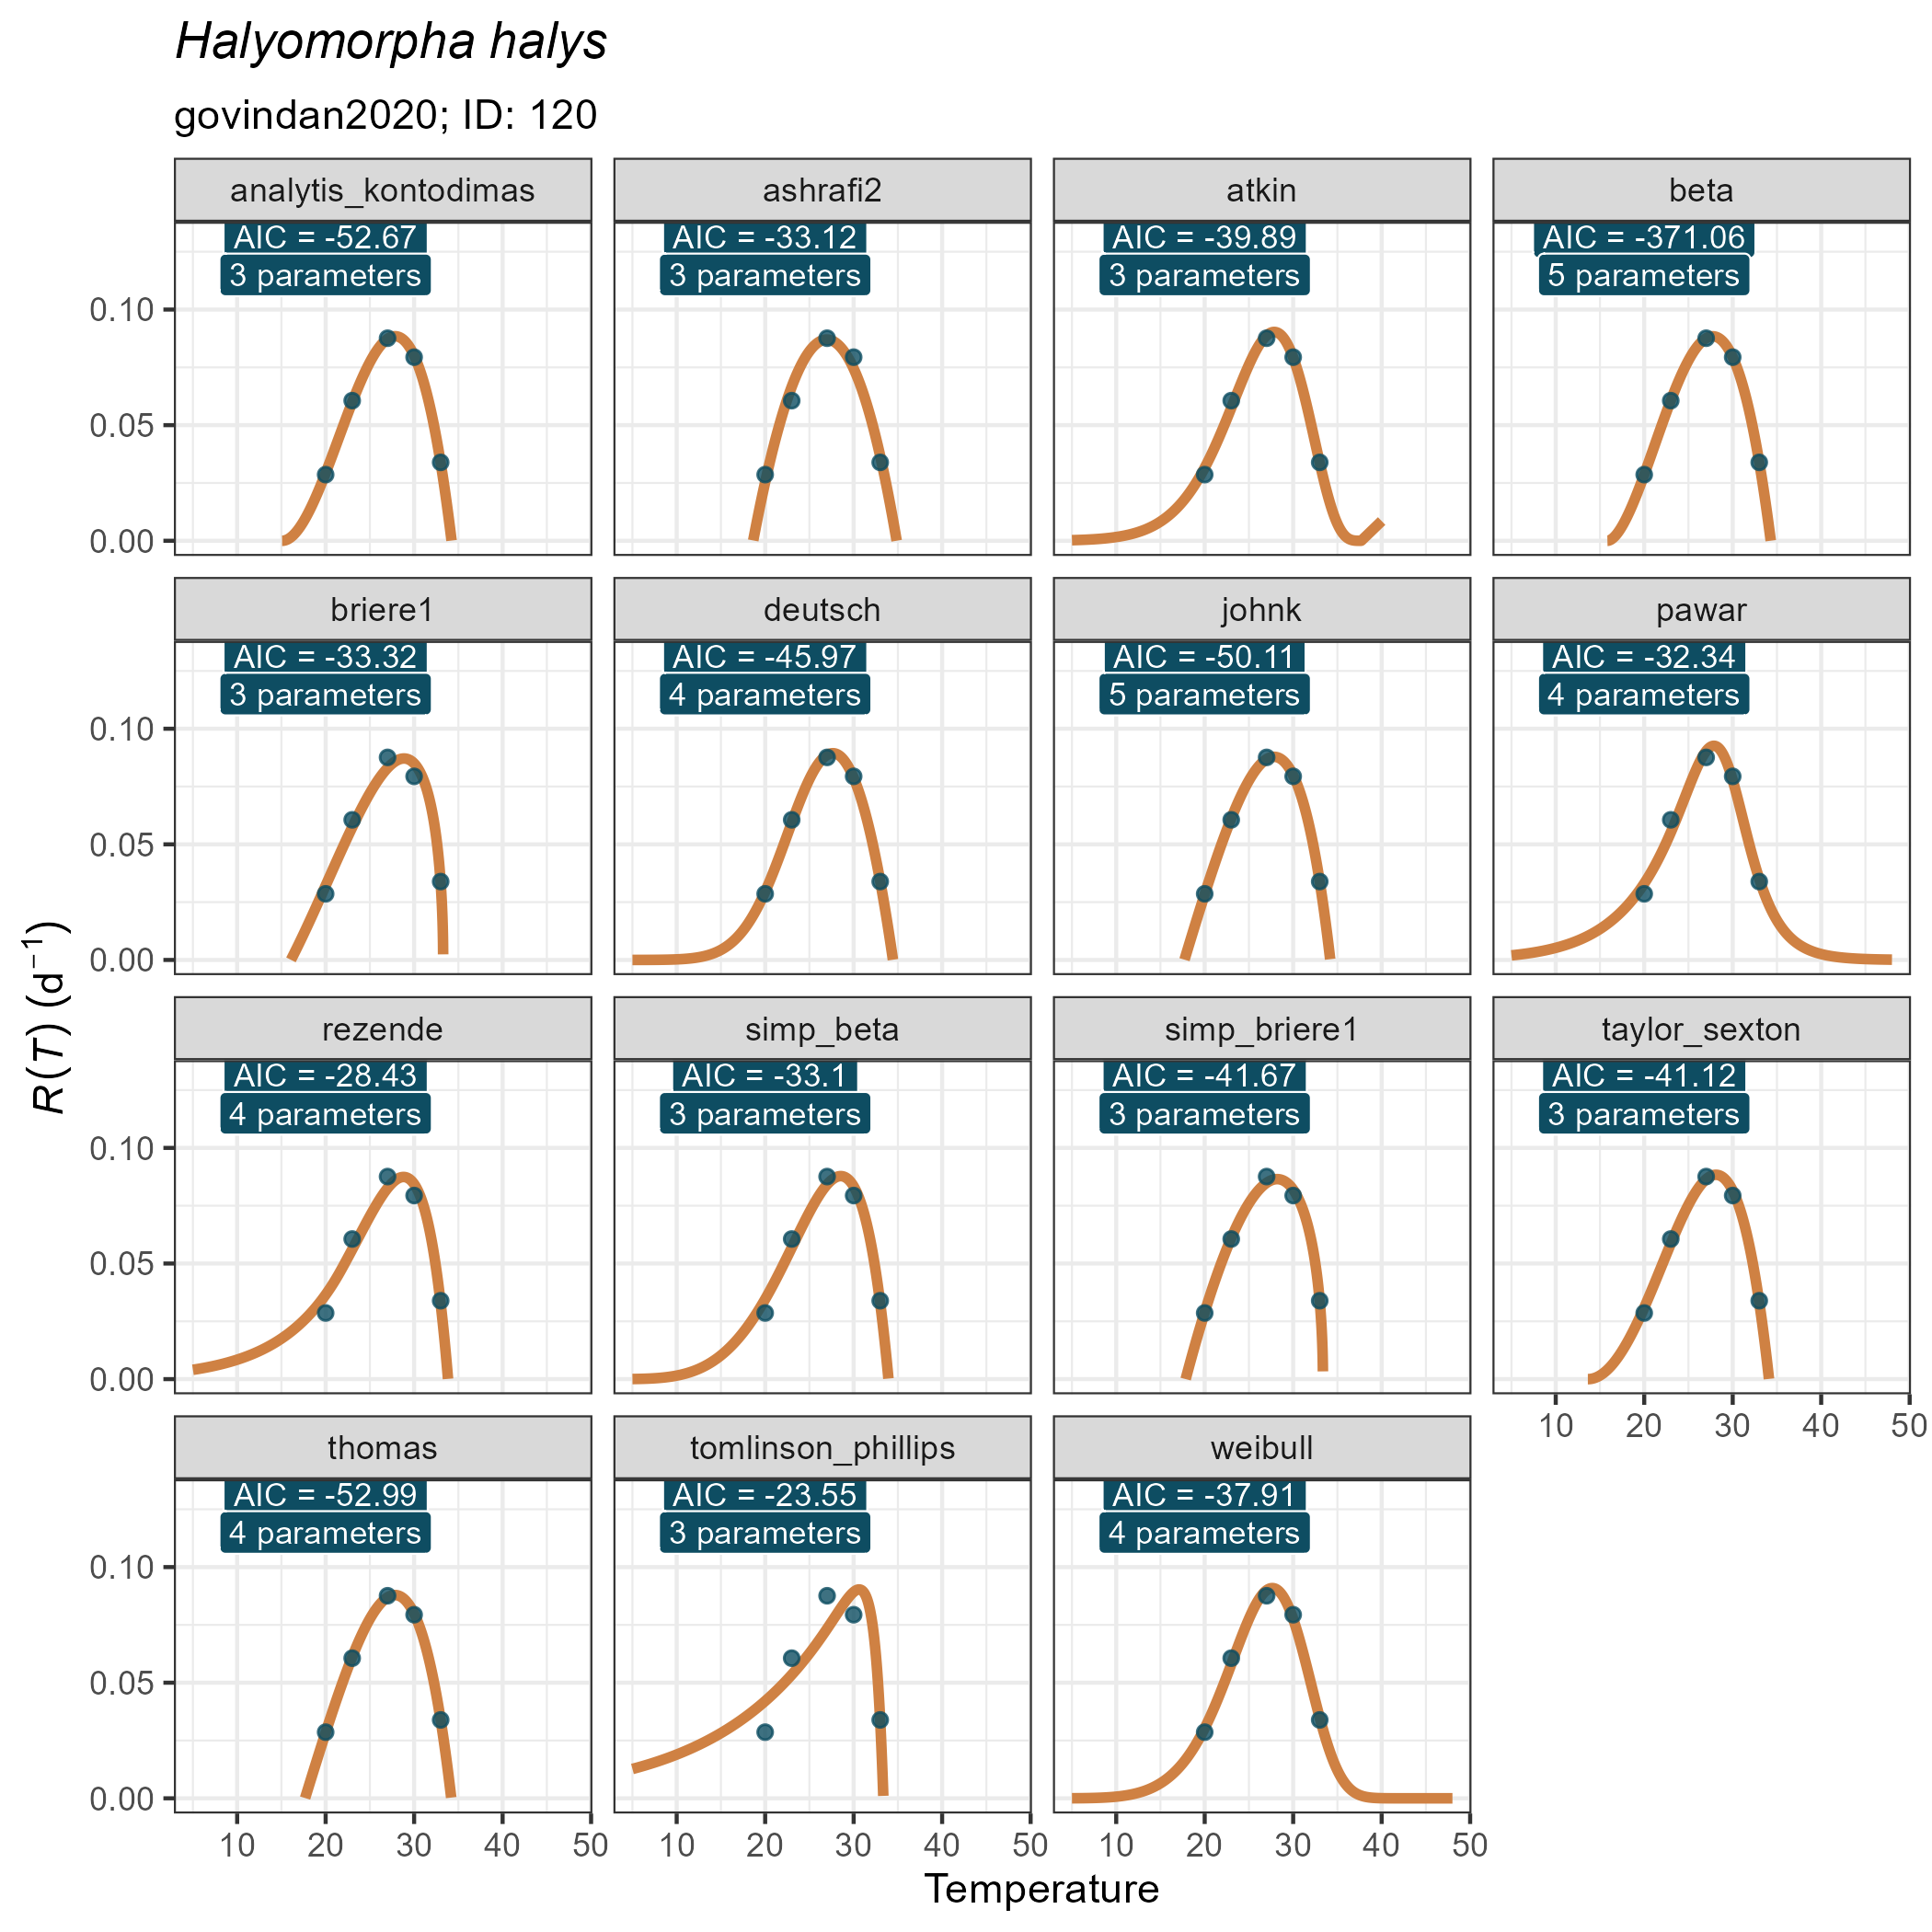 Halyomorpha halys
govindan2020; ID: 120
analytis_kontodimas
ashrafi2
atkin
beta
AIC = -52.67
3 parameters
AIC = -33.12
3 parameters
AIC = -39.89
3 parameters
AIC = -371.06
5 parameters
0.10
0.05
0.00
briere1
deutsch
johnk
pawar
AIC = -33.32
3 parameters
AIC = -45.97
4 parameters
AIC = -50.11
5 parameters
AIC = -32.34
4 parameters
0.10
0.05
0.00
R(T) (d⁻¹)
rezende
simp_beta
simp_briere1
taylor_sexton
AIC = -28.43
4 parameters
AIC = -33.1
3 parameters
AIC = -41.67
3 parameters
AIC = -41.12
3 parameters
0.10
0.05
0.00
10 20 30 40 50
thomas
tomlinson_phillips
weibull
AIC = -52.99
4 parameters
AIC = -23.55
3 parameters
AIC = -37.91
4 parameters
0.10
0.05
0.00
10 20 30 40 50
10 20 30 40 50
10 20 30 40 50
Temperature